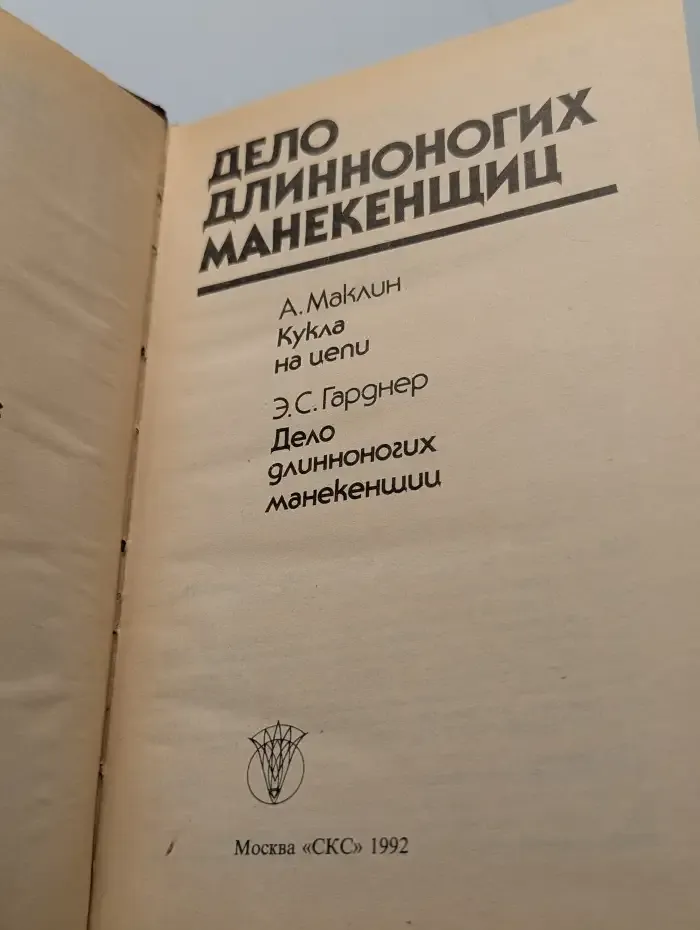 ДЕЛО
ДЛИННОНОГИХ
МАНЕКЕНЩИЦ
А. Маклин
Кукла
на цепи
Э. С. Гарднер
Дело
длинноногих
манекенщиц
Москва «СКС» 1992